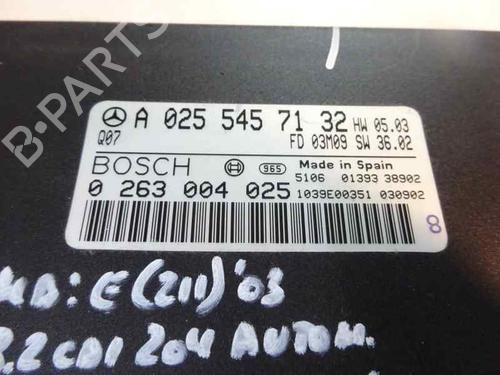 A 025 545 71 32 HW 05.03
Q07 FD 03M09 SW 36.02
BOSCH 965 Made in Spain
5106 01393 38902
0 263 004 025 1039E00351 030902
8
E(211)'03
2.2 CDI 204 AUTOM.